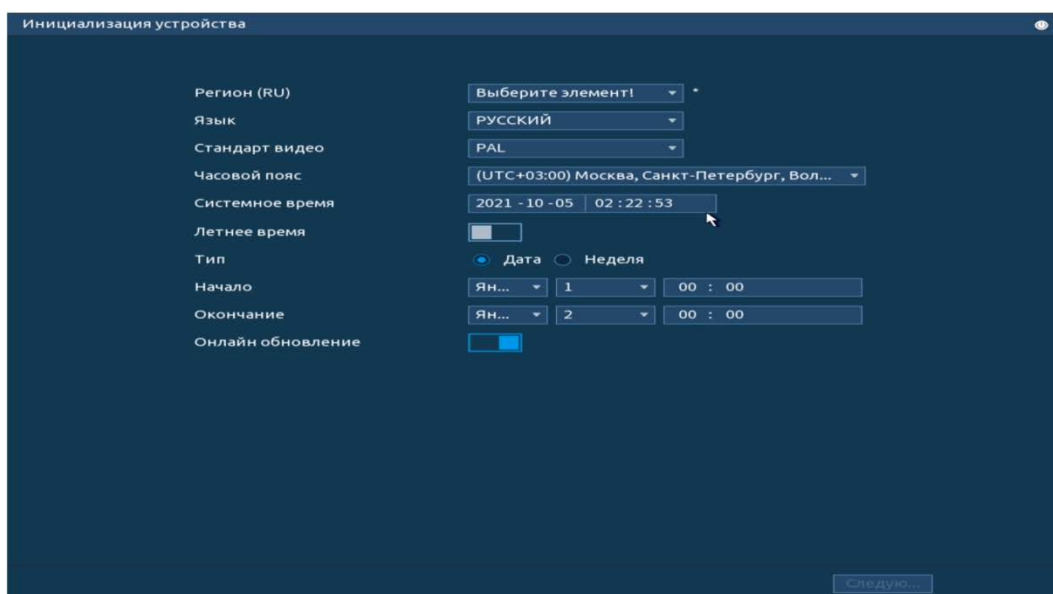 Инициализация устройства
Регион (RU) Выберите элемент! *
Язык РУССКИЙ
Стандарт видео PAL
Часовой пояс (UTC+03:00) Москва, Санкт-Петербург, Вол...
Системное время 2021 - 10 - 05 02 : 22 : 53
Летнее время
Тип Дата Неделя
Начало Ян... 1 00 : 00
Окончание Ян... 2 00 : 00
Онлайн обновление
Следую...